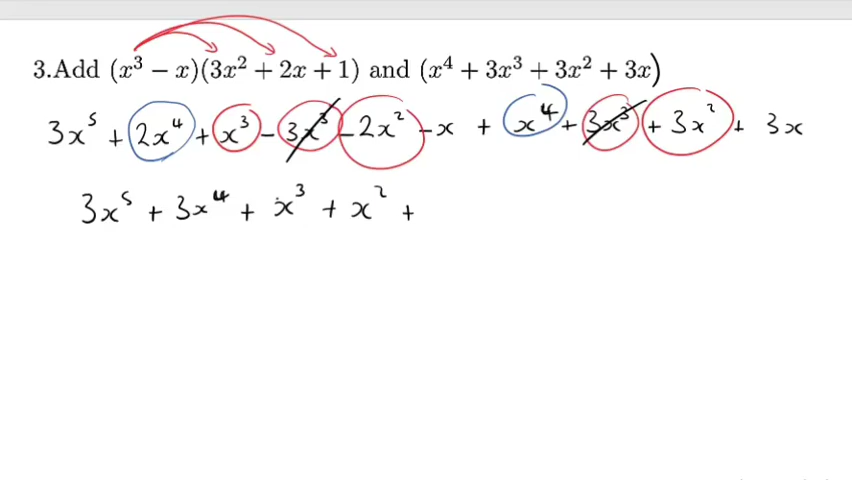 3.Add (x³ − x)(3x² + 2x + 1) and (x⁴ + 3x³ + 3x² + 3x)
3x⁵ + 2x⁴ + x³ − 3x³ − 2x² − x + x⁴ + 3x³ + 3x² + 3x
3x⁵ + 3x⁴ + x³ + x² +